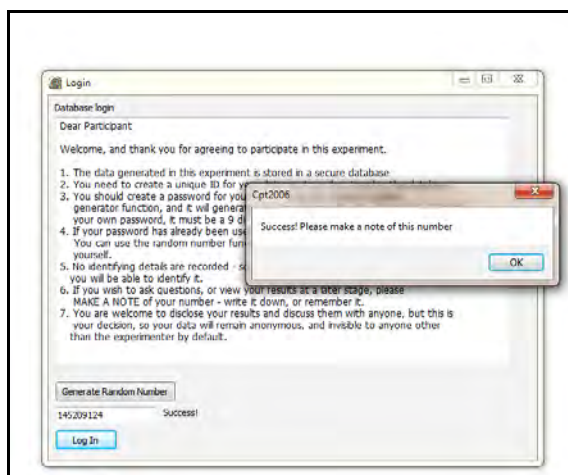 Login
Database login
Dear Participant
Welcome, and thank you for agreeing to participate in this experiment.
1. The data generated in this experiment is stored in a secure database
2. You need to create a unique ID for
3. You should create a password for you
generator function, and it will genera
your own password, it must be a 9 d
4. If your password has already been use
You can use the random number fun
yourself.
5. No identifying details are recorded - so
you will be able to identify it.
6. If you wish to ask questions, or view your results at a later stage, please
MAKE A NOTE of your number - write it down, or remember it.
7. You are welcome to disclose your results and discuss them with anyone, but this is
your decision, so your data will remain anonymous, and invisible to anyone other
than the experimenter by default.
Cpt2006
Success! Please make a note of this number
OK
Generate Random Number
145209124 Success!
Log In